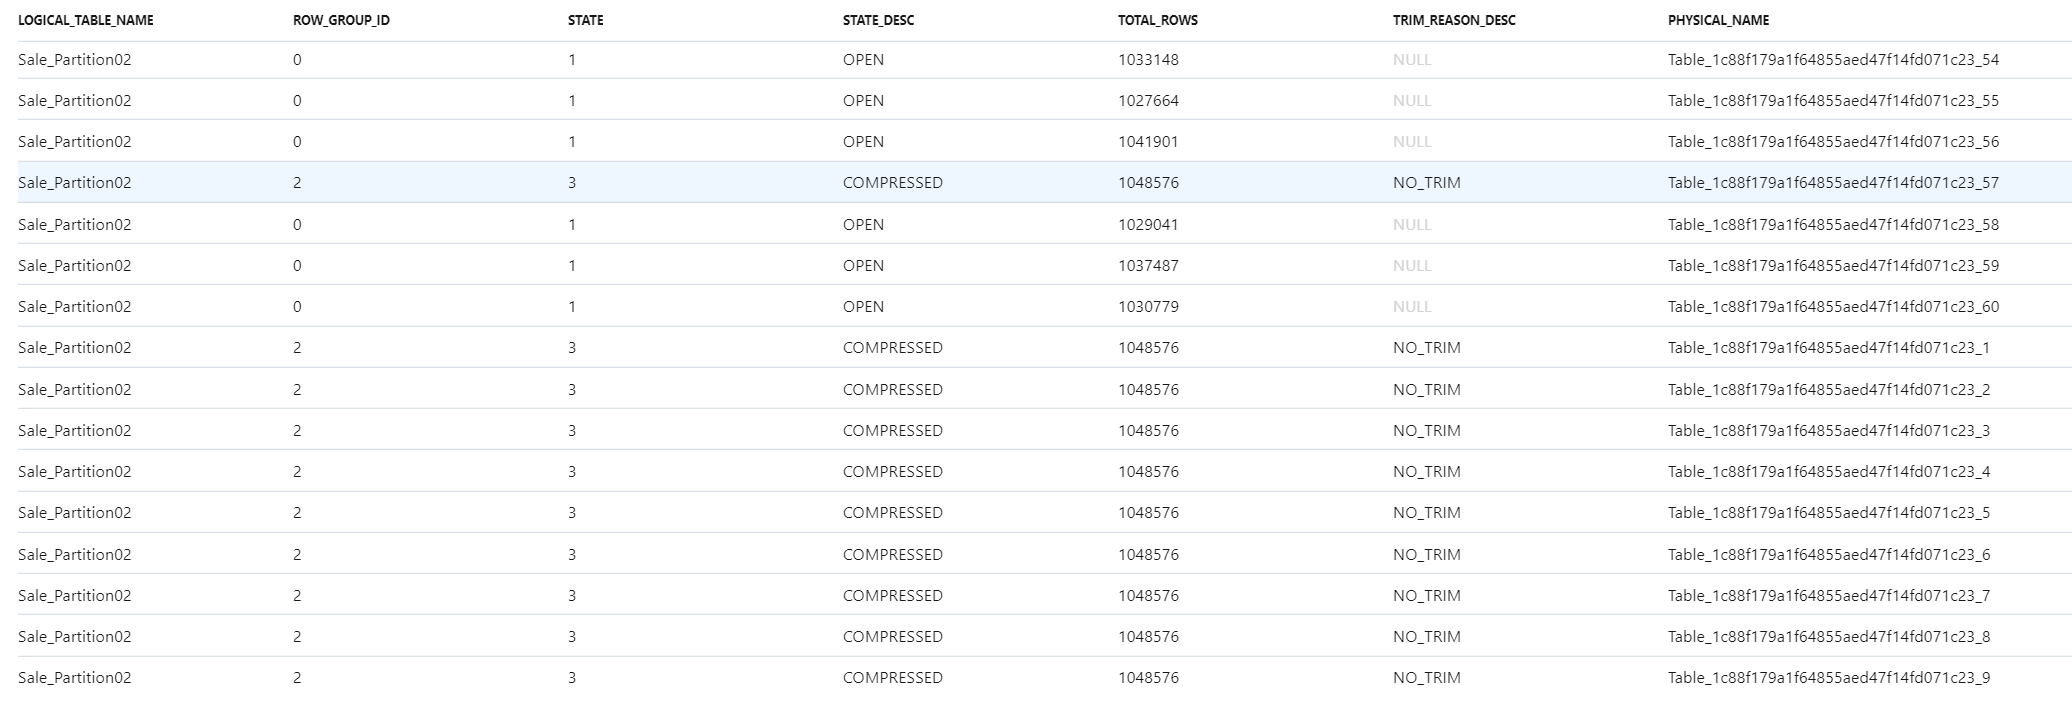 LOGICAL_TABLE_NAME ROW_GROUP_ID STATE STATE_DESC TOTAL_ROWS TRIM_REASON_DESC PHYSICAL_NAME
Sale_Partition02 0 1 OPEN 1033148 NULL Table_1c88f179a1f64855aed47f14fd071c23_54
Sale_Partition02 0 1 OPEN 1027664 NULL Table_1c88f179a1f64855aed47f14fd071c23_55
Sale_Partition02 0 1 OPEN 1041901 NULL Table_1c88f179a1f64855aed47f14fd071c23_56
Sale_Partition02 2 3 COMPRESSED 1048576 NO_TRIM Table_1c88f179a1f64855aed47f14fd071c23_57
Sale_Partition02 0 1 OPEN 1029041 NULL Table_1c88f179a1f64855aed47f14fd071c23_58
Sale_Partition02 0 1 OPEN 1037487 NULL Table_1c88f179a1f64855aed47f14fd071c23_59
Sale_Partition02 0 1 OPEN 1030779 NULL Table_1c88f179a1f64855aed47f14fd071c23_60
Sale_Partition02 2 3 COMPRESSED 1048576 NO_TRIM Table_1c88f179a1f64855aed47f14fd071c23_1
Sale_Partition02 2 3 COMPRESSED 1048576 NO_TRIM Table_1c88f179a1f64855aed47f14fd071c23_2
Sale_Partition02 2 3 COMPRESSED 1048576 NO_TRIM Table_1c88f179a1f64855aed47f14fd071c23_3
Sale_Partition02 2 3 COMPRESSED 1048576 NO_TRIM Table_1c88f179a1f64855aed47f14fd071c23_4
Sale_Partition02 2 3 COMPRESSED 1048576 NO_TRIM Table_1c88f179a1f64855aed47f14fd071c23_5
Sale_Partition02 2 3 COMPRESSED 1048576 NO_TRIM Table_1c88f179a1f64855aed47f14fd071c23_6
Sale_Partition02 2 3 COMPRESSED 1048576 NO_TRIM Table_1c88f179a1f64855aed47f14fd071c23_7
Sale_Partition02 2 3 COMPRESSED 1048576 NO_TRIM Table_1c88f179a1f64855aed47f14fd071c23_8
Sale_Partition02 2 3 COMPRESSED 1048576 NO_TRIM Table_1c88f179a1f64855aed47f14fd071c23_9